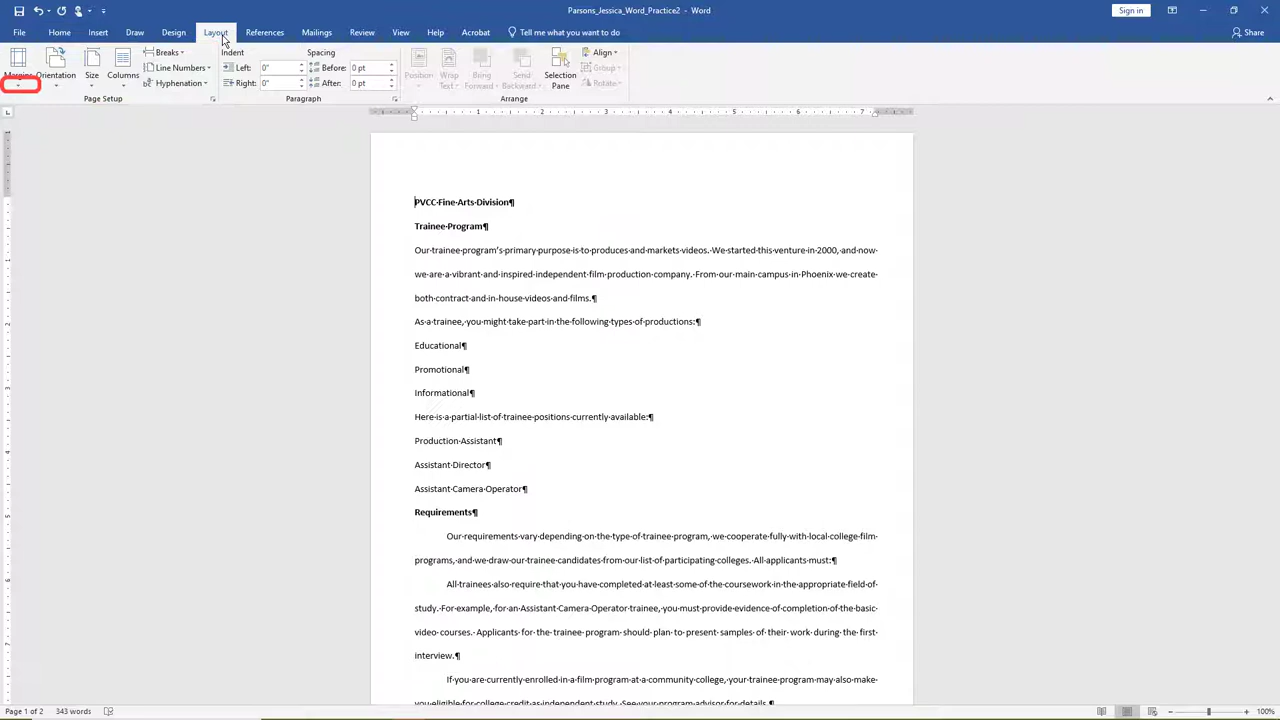 Parsons_Jessica_Word_Practice2 - Word
Sign in
File Home Insert Draw Design Layout References Mailings Review View Help Acrobat Tell me what you want to do Share
Margins Orientation Size Columns
Breaks
Line Numbers
Hyphenation
Page Setup
Indent Spacing
Left: 0" Before: 0 pt
Right: 0" After: 0 pt
Paragraph
Position Wrap Text Bring Forward Send Backward Selection Pane
Align
Group
Rotate
Arrange
1 2 3 4 5 6 7
PVCC·Fine·Arts·Division¶
Trainee·Program¶
Our·trainee·program's·primary·purpose·is·to·produces·and·markets·videos.·We·started·this·venture·in·2000,·and·now·
we·are·a·vibrant·and·inspired·independent·film·production·company.·From·our·main·campus·in·Phoenix·we·create·
both·contract·and·in-house·videos·and·films.¶
As·a·trainee,·you·might·take·part·in·the·following·types·of·productions:¶
Educational¶
Promotional¶
Informational¶
Here·is·a·partial·list·of·trainee·positions·currently·available:¶
Production·Assistant¶
Assistant·Director¶
Assistant·Camera·Operator¶
Requirements¶
Our·requirements·vary·depending·on·the·type·of·trainee·program,·we·cooperate·fully·with·local·college·film·
programs,·and·we·draw·our·trainee·candidates·from·our·list·of·participating·colleges.·All·applicants·must:¶
All·trainees·also·require·that·you·have·completed·at·least·some·of·the·coursework·in·the·appropriate·field·of·
study.·For·example,·for·an·Assistant·Camera·Operator·trainee,·you·must·provide·evidence·of·completion·of·the·basic·
video·courses.·Applicants·for·the·trainee·program·should·plan·to·present·samples·of·their·work·during·the·first·
interview.¶
If·you·are·currently·enrolled·in·a·film·program·at·a·community·college,·your·trainee·program·may·also·make·
you·eligible·for·college·credit·as·independent·study.·See·your·program·advisor·for·details.¶
Page 1 of 2 343 words 100%